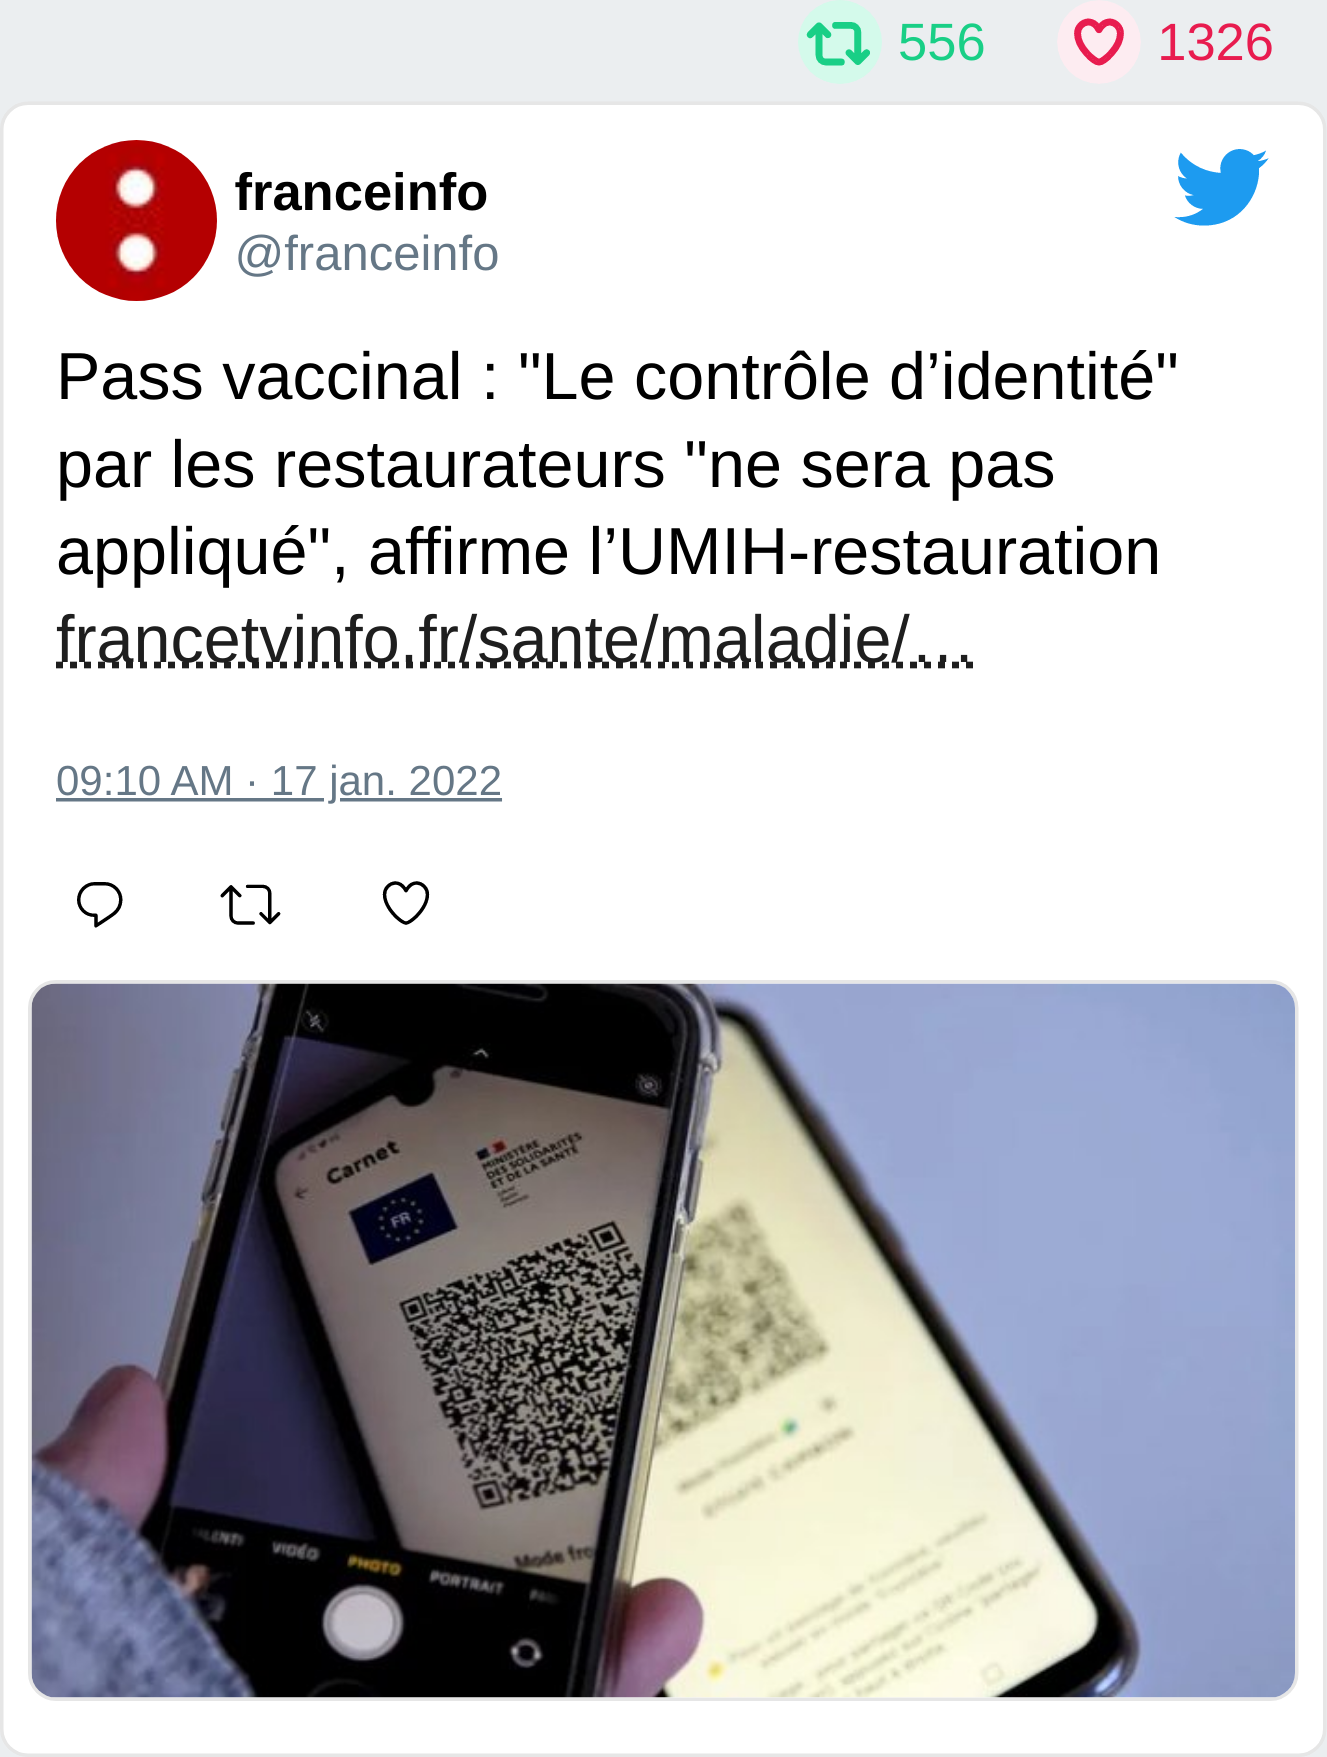 556 1326
franceinfo
@franceinfo
Pass vaccinal : "Le contrôle d’identité"
par les restaurateurs "ne sera pas
appliqué", affirme l’UMIH-restauration
francetvinfo.fr/sante/maladie/...
09:10 AM · 17 jan. 2022
Carnet
MINISTÈRE
DES SOLIDARITÉS
ET DE LA SANTÉ
FR
Mode fro
VIDÉO PHOTO PORTRAIT